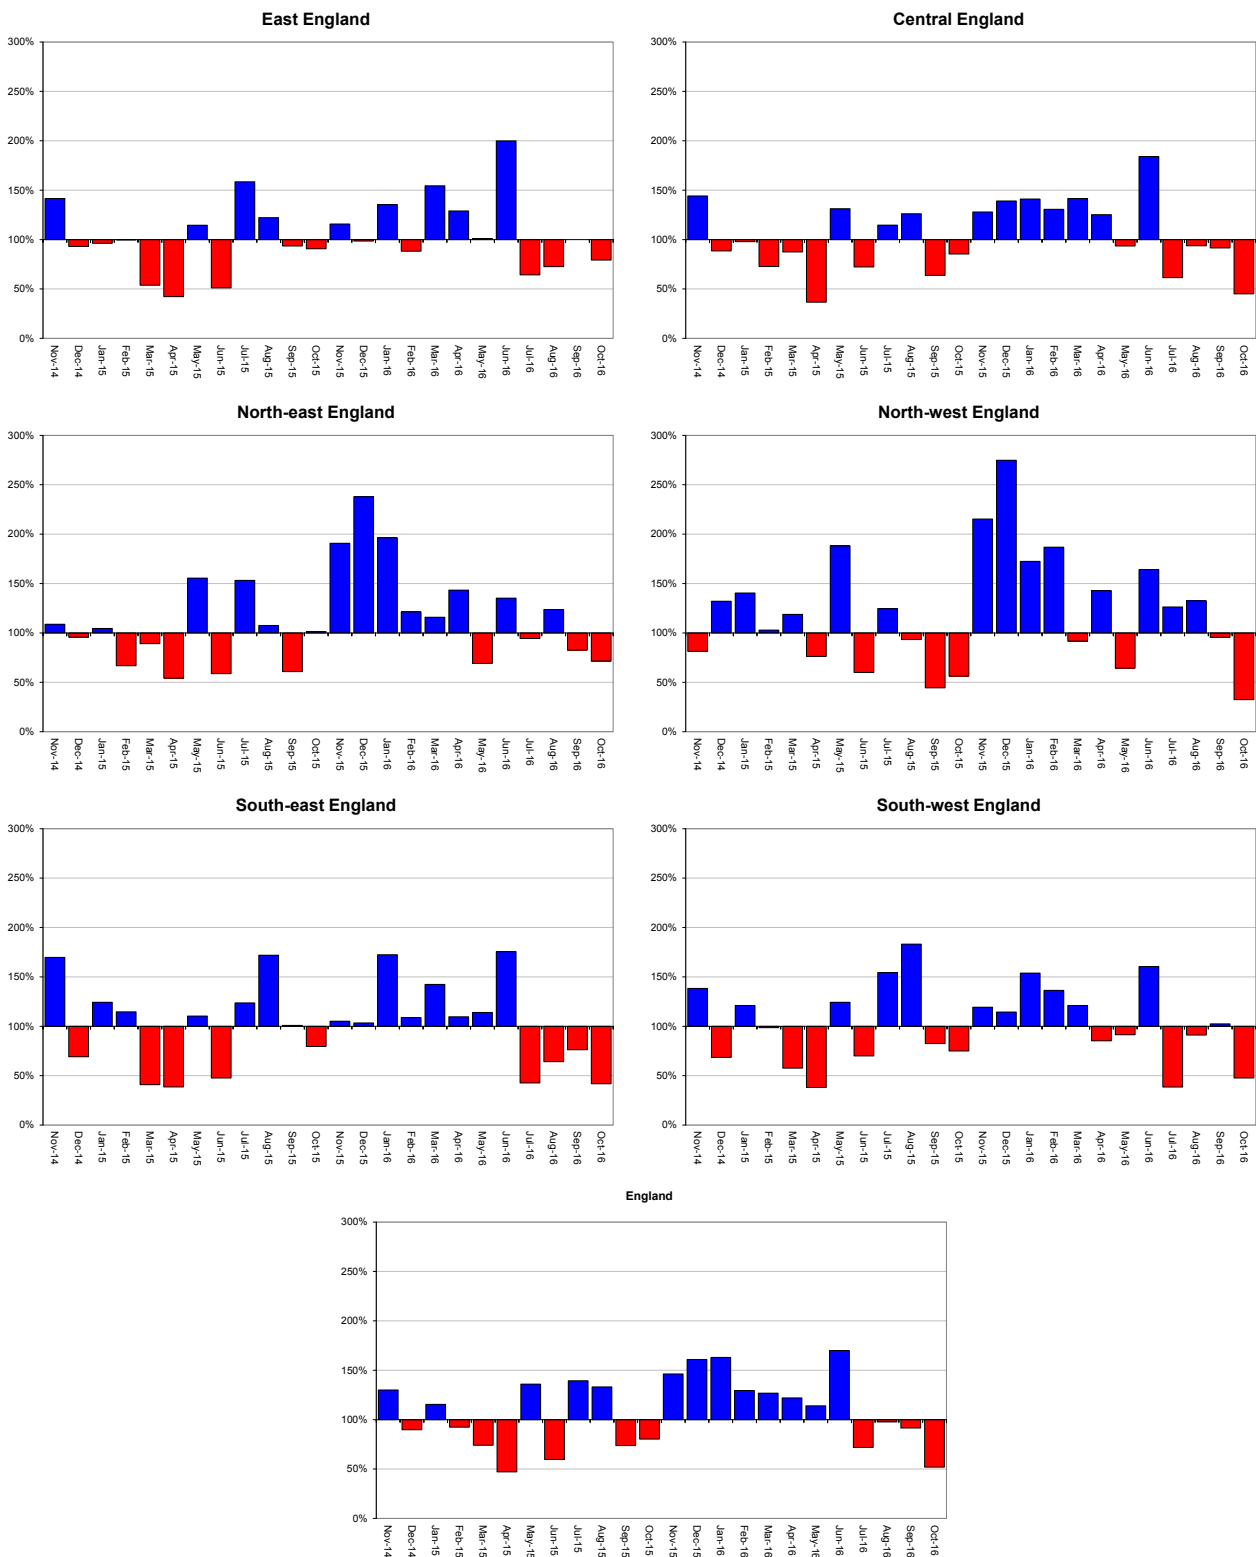 East England
300%
250%
200%
150%
100%
50%
0%
Nov-14
Dec-14
Jan-15
Feb-15
Mar-15
Apr-15
May-15
Jun-15
Jul-15
Aug-15
Sep-15
Oct-15
Nov-15
Dec-15
Jan-16
Feb-16
Mar-16
Apr-16
May-16
Jun-16
Jul-16
Aug-16
Sep-16
Oct-16
Central England
300%
250%
200%
150%
100%
50%
0%
Nov-14
Dec-14
Jan-15
Feb-15
Mar-15
Apr-15
May-15
Jun-15
Jul-15
Aug-15
Sep-15
Oct-15
Nov-15
Dec-15
Jan-16
Feb-16
Mar-16
Apr-16
May-16
Jun-16
Jul-16
Aug-16
Sep-16
Oct-16
North-east England
300%
250%
200%
150%
100%
50%
0%
Nov-14
Dec-14
Jan-15
Feb-15
Mar-15
Apr-15
May-15
Jun-15
Jul-15
Aug-15
Sep-15
Oct-15
Nov-15
Dec-15
Jan-16
Feb-16
Mar-16
Apr-16
May-16
Jun-16
Jul-16
Aug-16
Sep-16
Oct-16
North-west England
300%
250%
200%
150%
100%
50%
0%
Nov-14
Dec-14
Jan-15
Feb-15
Mar-15
Apr-15
May-15
Jun-15
Jul-15
Aug-15
Sep-15
Oct-15
Nov-15
Dec-15
Jan-16
Feb-16
Mar-16
Apr-16
May-16
Jun-16
Jul-16
Aug-16
Sep-16
Oct-16
South-east England
300%
250%
200%
150%
100%
50%
0%
Nov-14
Dec-14
Jan-15
Feb-15
Mar-15
Apr-15
May-15
Jun-15
Jul-15
Aug-15
Sep-15
Oct-15
Nov-15
Dec-15
Jan-16
Feb-16
Mar-16
Apr-16
May-16
Jun-16
Jul-16
Aug-16
Sep-16
Oct-16
South-west England
300%
250%
200%
150%
100%
50%
0%
Nov-14
Dec-14
Jan-15
Feb-15
Mar-15
Apr-15
May-15
Jun-15
Jul-15
Aug-15
Sep-15
Oct-15
Nov-15
Dec-15
Jan-16
Feb-16
Mar-16
Apr-16
May-16
Jun-16
Jul-16
Aug-16
Sep-16
Oct-16
England
300%
250%
200%
150%
100%
50%
0%
Nov-14
Dec-14
Jan-15
Feb-15
Mar-15
Apr-15
May-15
Jun-15
Jul-15
Aug-15
Sep-15
Oct-15
Nov-15
Dec-15
Jan-16
Feb-16
Mar-16
Apr-16
May-16
Jun-16
Jul-16
Aug-16
Sep-16
Oct-16